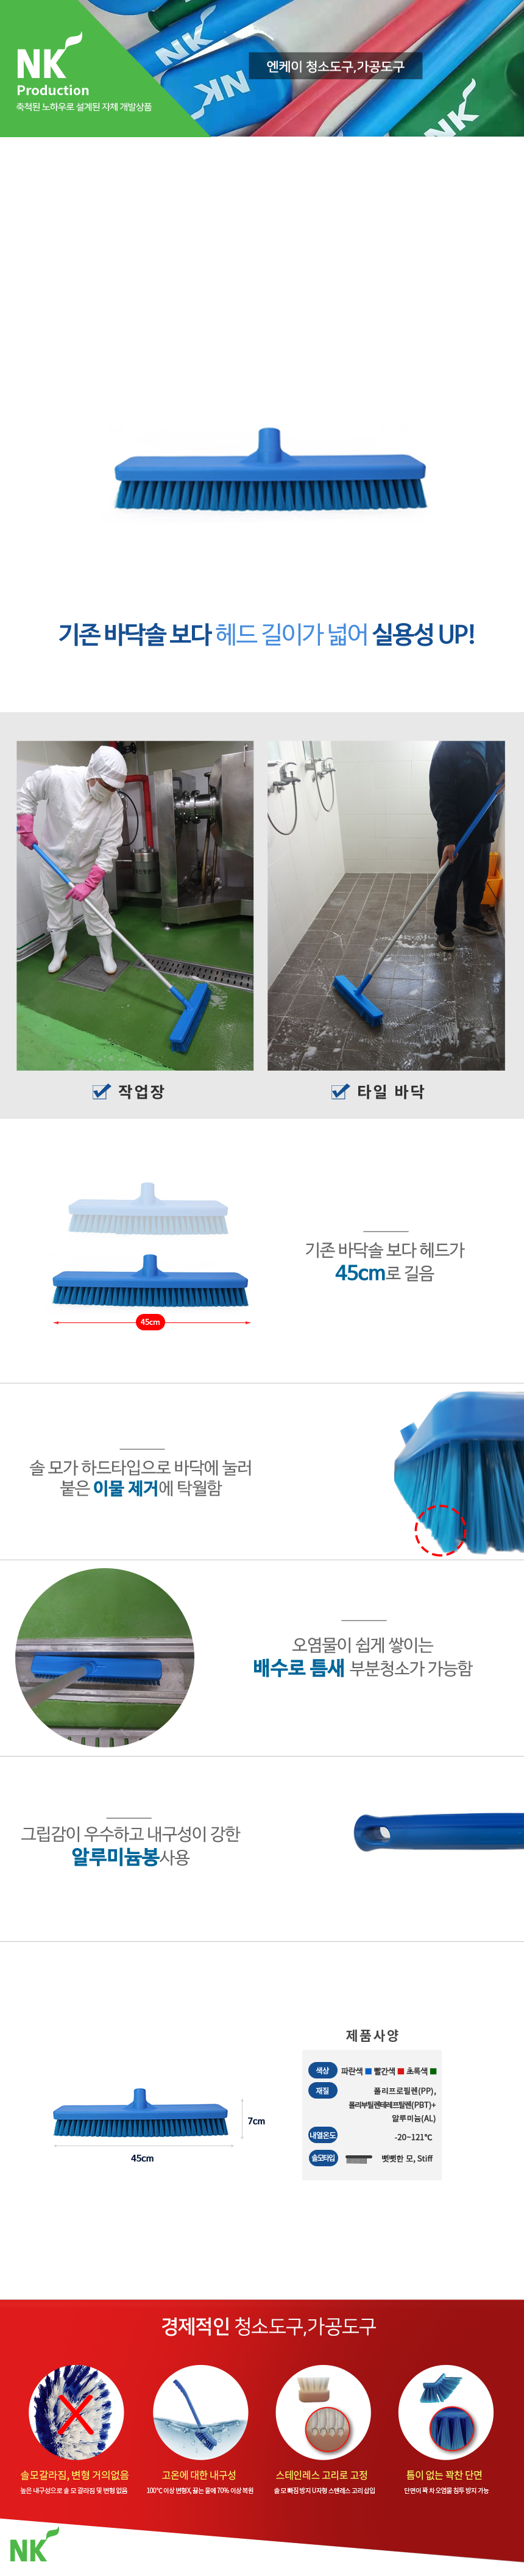 NK
Production
축적된 노하우로 설계된 자체 개발상품
엔케이 청소도구,가공도구
NK
NK
NK
기존 바닥솔 보다 헤드 길이가 넓어 실용성 UP!
작업장
타일 바닥
기존 바닥솔 보다 헤드가
45cm로 길음
45cm
솔 모가 하드타입으로 바닥에 눌러
붙은 이물 제거에 탁월함
오염물이 쉽게 쌓이는
배수로 틈새 부분청소가 가능함
그립감이 우수하고 내구성이 강한
알루미늄봉사용
제품사양
색상 파란색 빨간색 초록색
재질 폴리프로필렌(PP),
폴리부틸렌테레프탈렌(PBT)+
알루미늄(AL)
내열온도 -20~121℃
솔모타입 뻣뻣한 모, Stiff
7cm
45cm
경제적인 청소도구,가공도구
솔모갈라짐, 변형 거의없음
높은 내구성으로 솔 모 갈라짐 및 변형 없음
고온에 대한 내구성
100℃ 이상 변형X, 끓는 물에 70% 이상 복원
스테인레스 고리로 고정
솔 모 빠짐 방지 U자형 스텐레스 고리 삽입
틈이 없는 꽉찬 단면
단면이 꽉 차 오염물 침투 방지 가능
NK